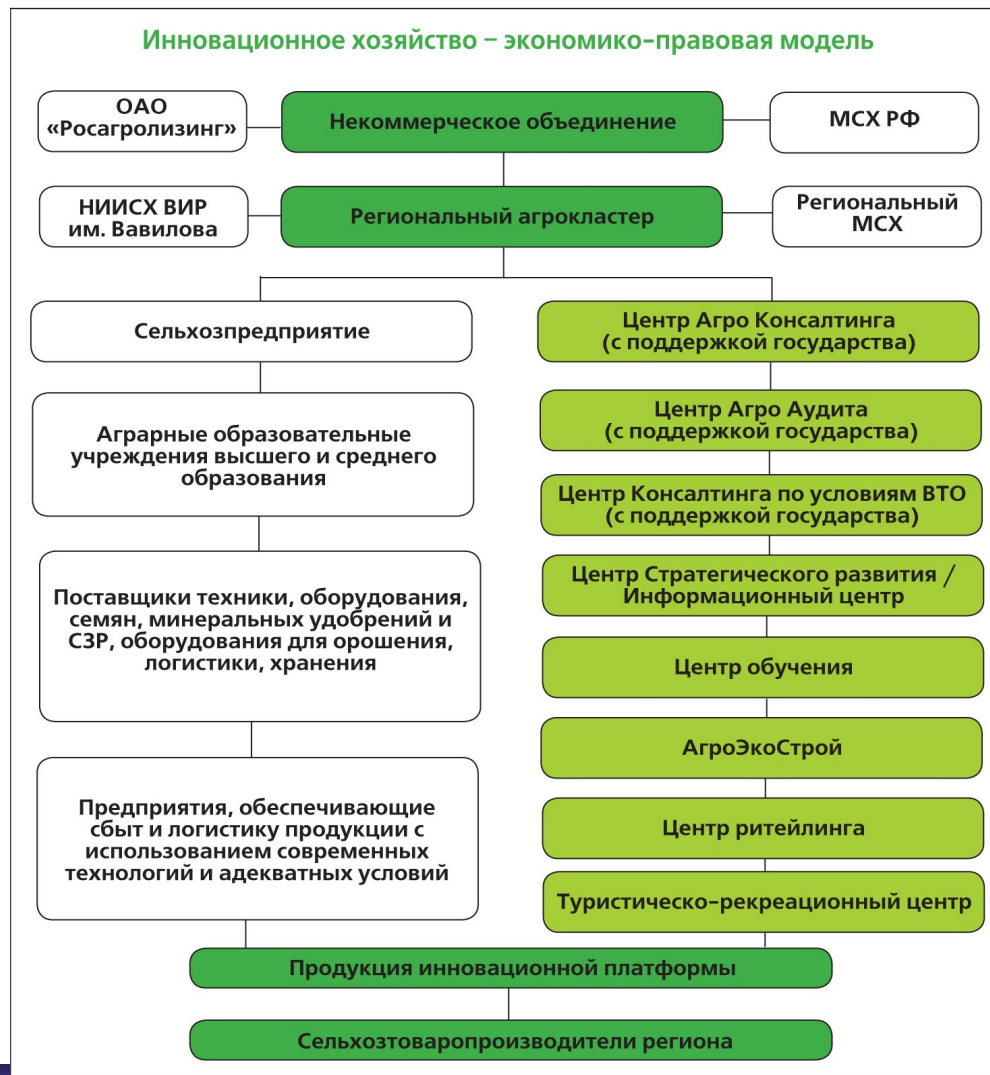 Инновационное хозяйство – экономико-правовая модель
ОАО
«Росагролизинг»
Некоммерческое объединение
МСХ РФ
НИИСХ ВИР
им. Вавилова
Региональный агрокластер
Региональный
МСХ
Сельхозпредприятие
Аграрные образовательные
учреждения высшего и среднего
образования
Поставщики техники, оборудования,
семян, минеральных удобрений и
СЗР, оборудования для орошения,
логистики, хранения
Предприятия, обеспечивающие
сбыт и логистику продукции с
использованием современных
технологий и адекватных условий
Центр Агро Консалтинга
(с поддержкой государства)
Центр Агро Аудита
(с поддержкой государства)
Центр Консалтинга по условиям ВТО
(с поддержкой государства)
Центр Стратегического развития /
Информационный центр
Центр обучения
АгроЭкоСтрой
Центр ритейлинга
Туристическо-рекреационный центр
Продукция инновационной платформы
Сельхозтоваропроизводители региона